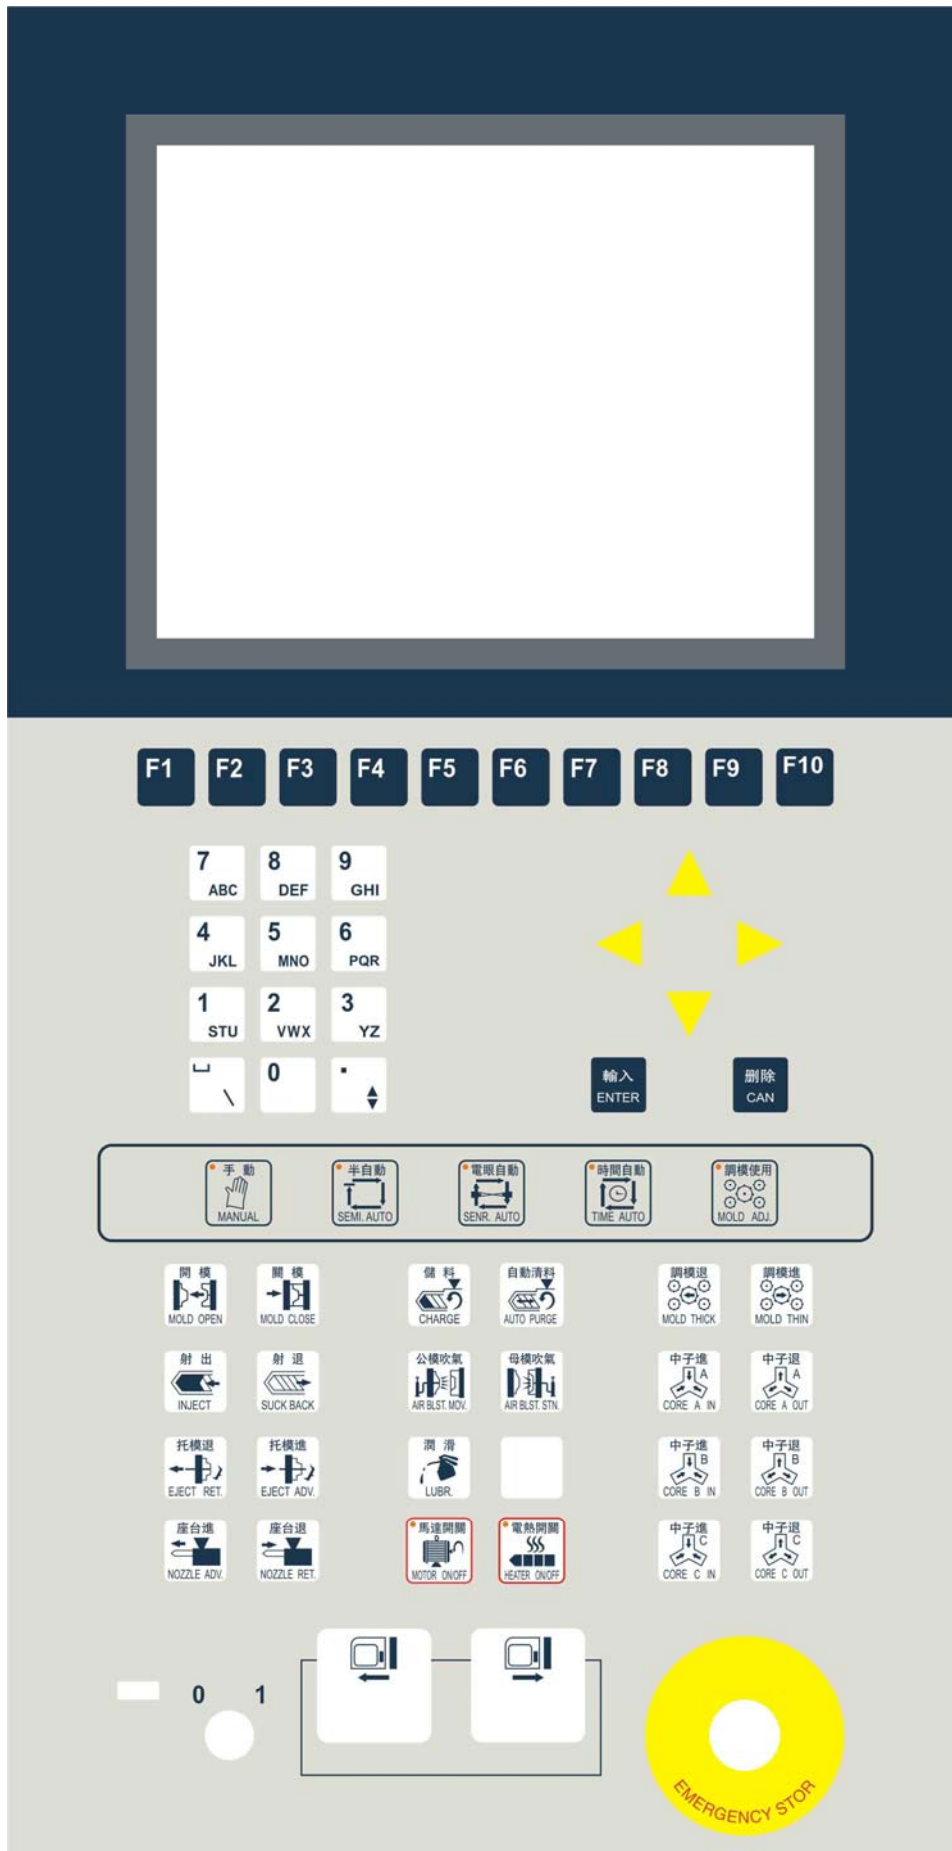 F1 F2 F3 F4 F5 F6 F7 F8 F9 F10
7 8 9
ABC DEF GHI
4 5 6
JKL MNO PQR
1 2 3
STU VWX YZ
0 .
\
輸入 刪除
ENTER CAN
手動 半自動 電眼自動 時間自動 調模使用
MANUAL SEMI. AUTO SENR. AUTO TIME AUTO MOLD ADJ.
開模 關模 儲料 自動清料 調模退 調模進
MOLD OPEN MOLD CLOSE CHARGE AUTO PURGE MOLD THICK MOLD THIN
射出 射退 公模吹氣 母模吹氣 中子進 中子退
A A
INJECT SUCK BACK AIR BLST. MOV. AIR BLST. STN. CORE A IN CORE A OUT
托模退 托模進 潤滑 中子進 中子退
B B
EJECT RET. EJECT ADV. LUBR. CORE B IN CORE B OUT
座台進 座台退 馬達開關 電熱開關 中子進 中子退
C C
NOZZLE ADV. NOZZLE RET. MOTOR ON/OFF HEATER ON/OFF CORE C IN CORE C OUT
0 1
EMERGENCY STOR